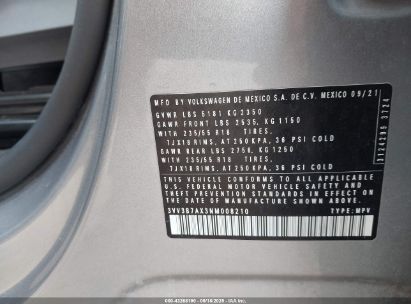 MFD. BY VOLKSWAGEN DE MEXICO S.A. DE C.V. MEXICO 09/21
GVWR LBS 5181 KG 2350
GAWR FRONT LBS 2535, KG 1150
WITH 235/55 R18 TIRES,
7JX18 RIMS, AT 250 KPA, 36 PSI COLD
GAWR REAR LBS 2756, KG 1250
WITH 235/55 R18 TIRES,
7JX18 RIMS, AT 250 KPA, 36 PSI COLD
THIS VEHICLE CONFORMS TO ALL APPLICABLE
U.S. FEDERAL MOTOR VEHICLE SAFETY AND
THEFT PREVENTION STANDARDS IN EFFECT ON THE
DATE OF MANUFACTURE SHOWN ABOVE.
3VVSB7AX3NM008210 TYPE: MPV
3124295 3724